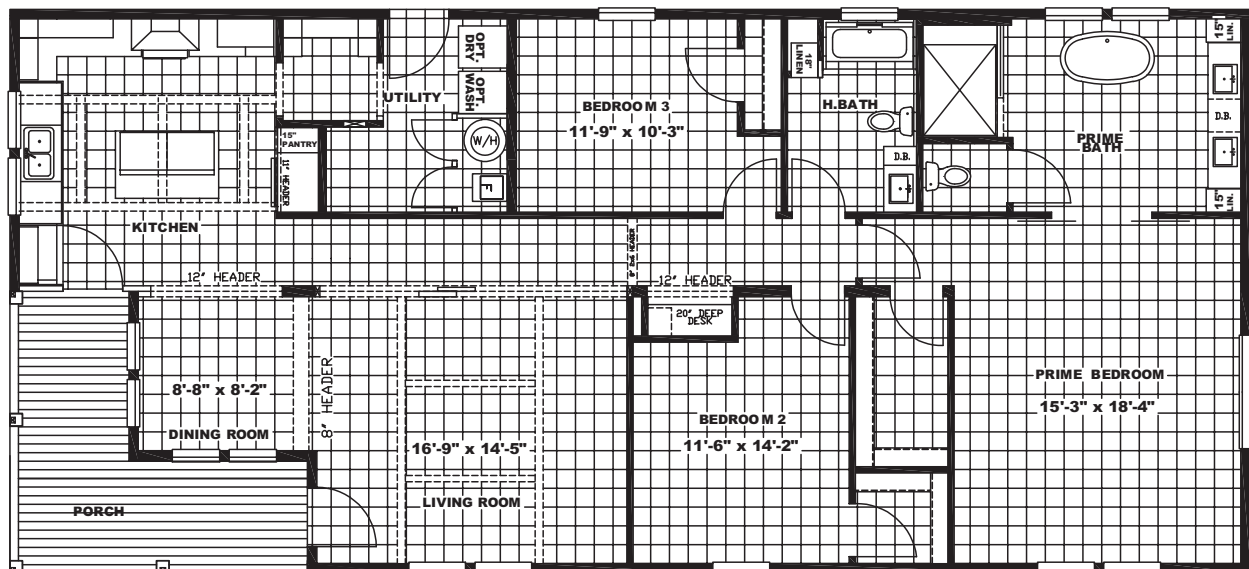 OPT. DRY
OPT. WASH
UTILITY
15" PANTRY
11" HEADER
W/H
F
KITCHEN
12" HEADER
BEDROOM 3
11'-9" x 10'-3"
18" LINEN
H.BATH
D.B.
PRIME BATH
15" LIN.
D.B.
15" LIN.
8" 2x6 HEADER
12" HEADER
20" DEEP DESK
8'-8" x 8'-2"
DINING ROOM
8" HEADER
16'-9" x 14'-5"
LIVING ROOM
BEDROOM 2
11'-6" x 14'-2"
PRIME BEDROOM
15'-3" x 18'-4"
PORCH